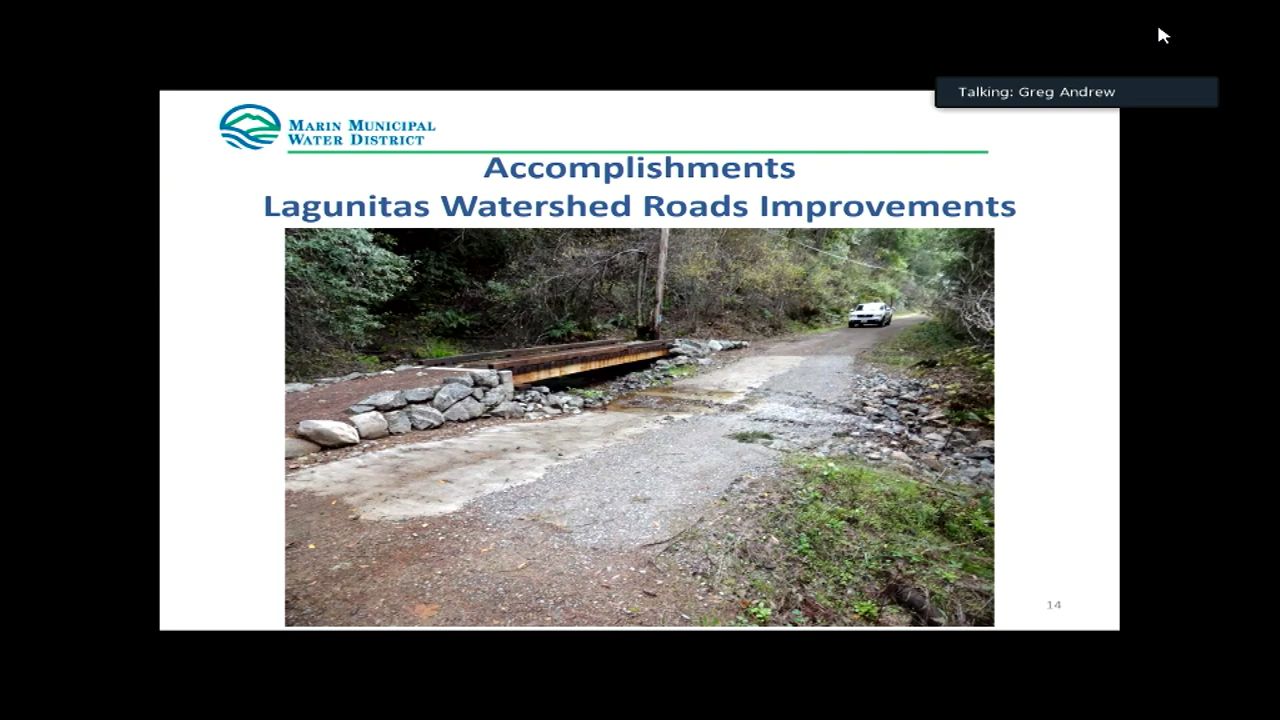 Talking: Greg Andrew
MARIN MUNICIPAL
WATER DISTRICT
Accomplishments
Lagunitas Watershed Roads Improvements
14